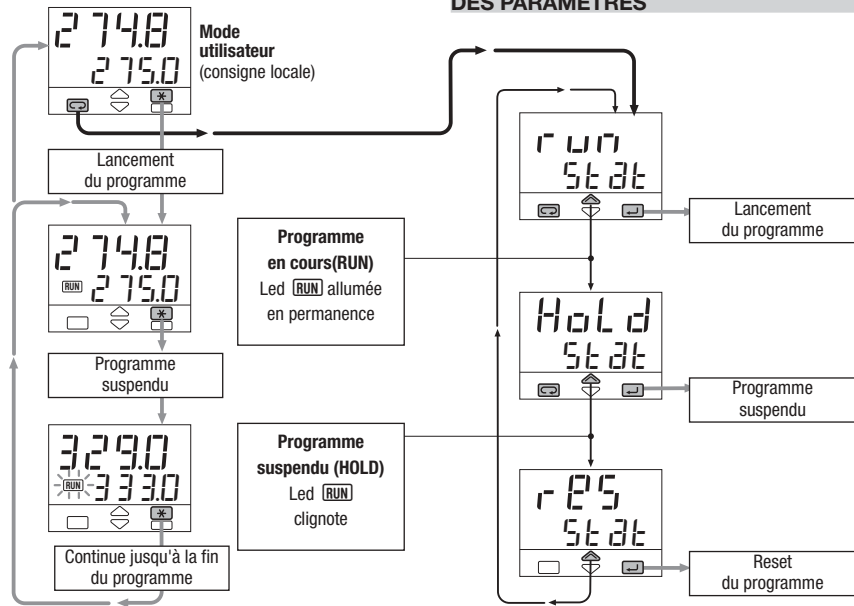 DES PARAMÈTRES
274.8
275.0
Mode
utilisateur
(consigne locale)
Lancement
du programme
274.8
RUN 275.0
Programme
suspendu
329.0
RUN 333.0
Continue jusqu'à la fin
du programme
Programme
en cours(RUN)
Led RUN allumée
en permanence
Programme
suspendu (HOLD)
Led RUN
clignote
run
Stat
Lancement
du programme
HoLd
Stat
Programme
suspendu
rES
Stat
Reset
du programme